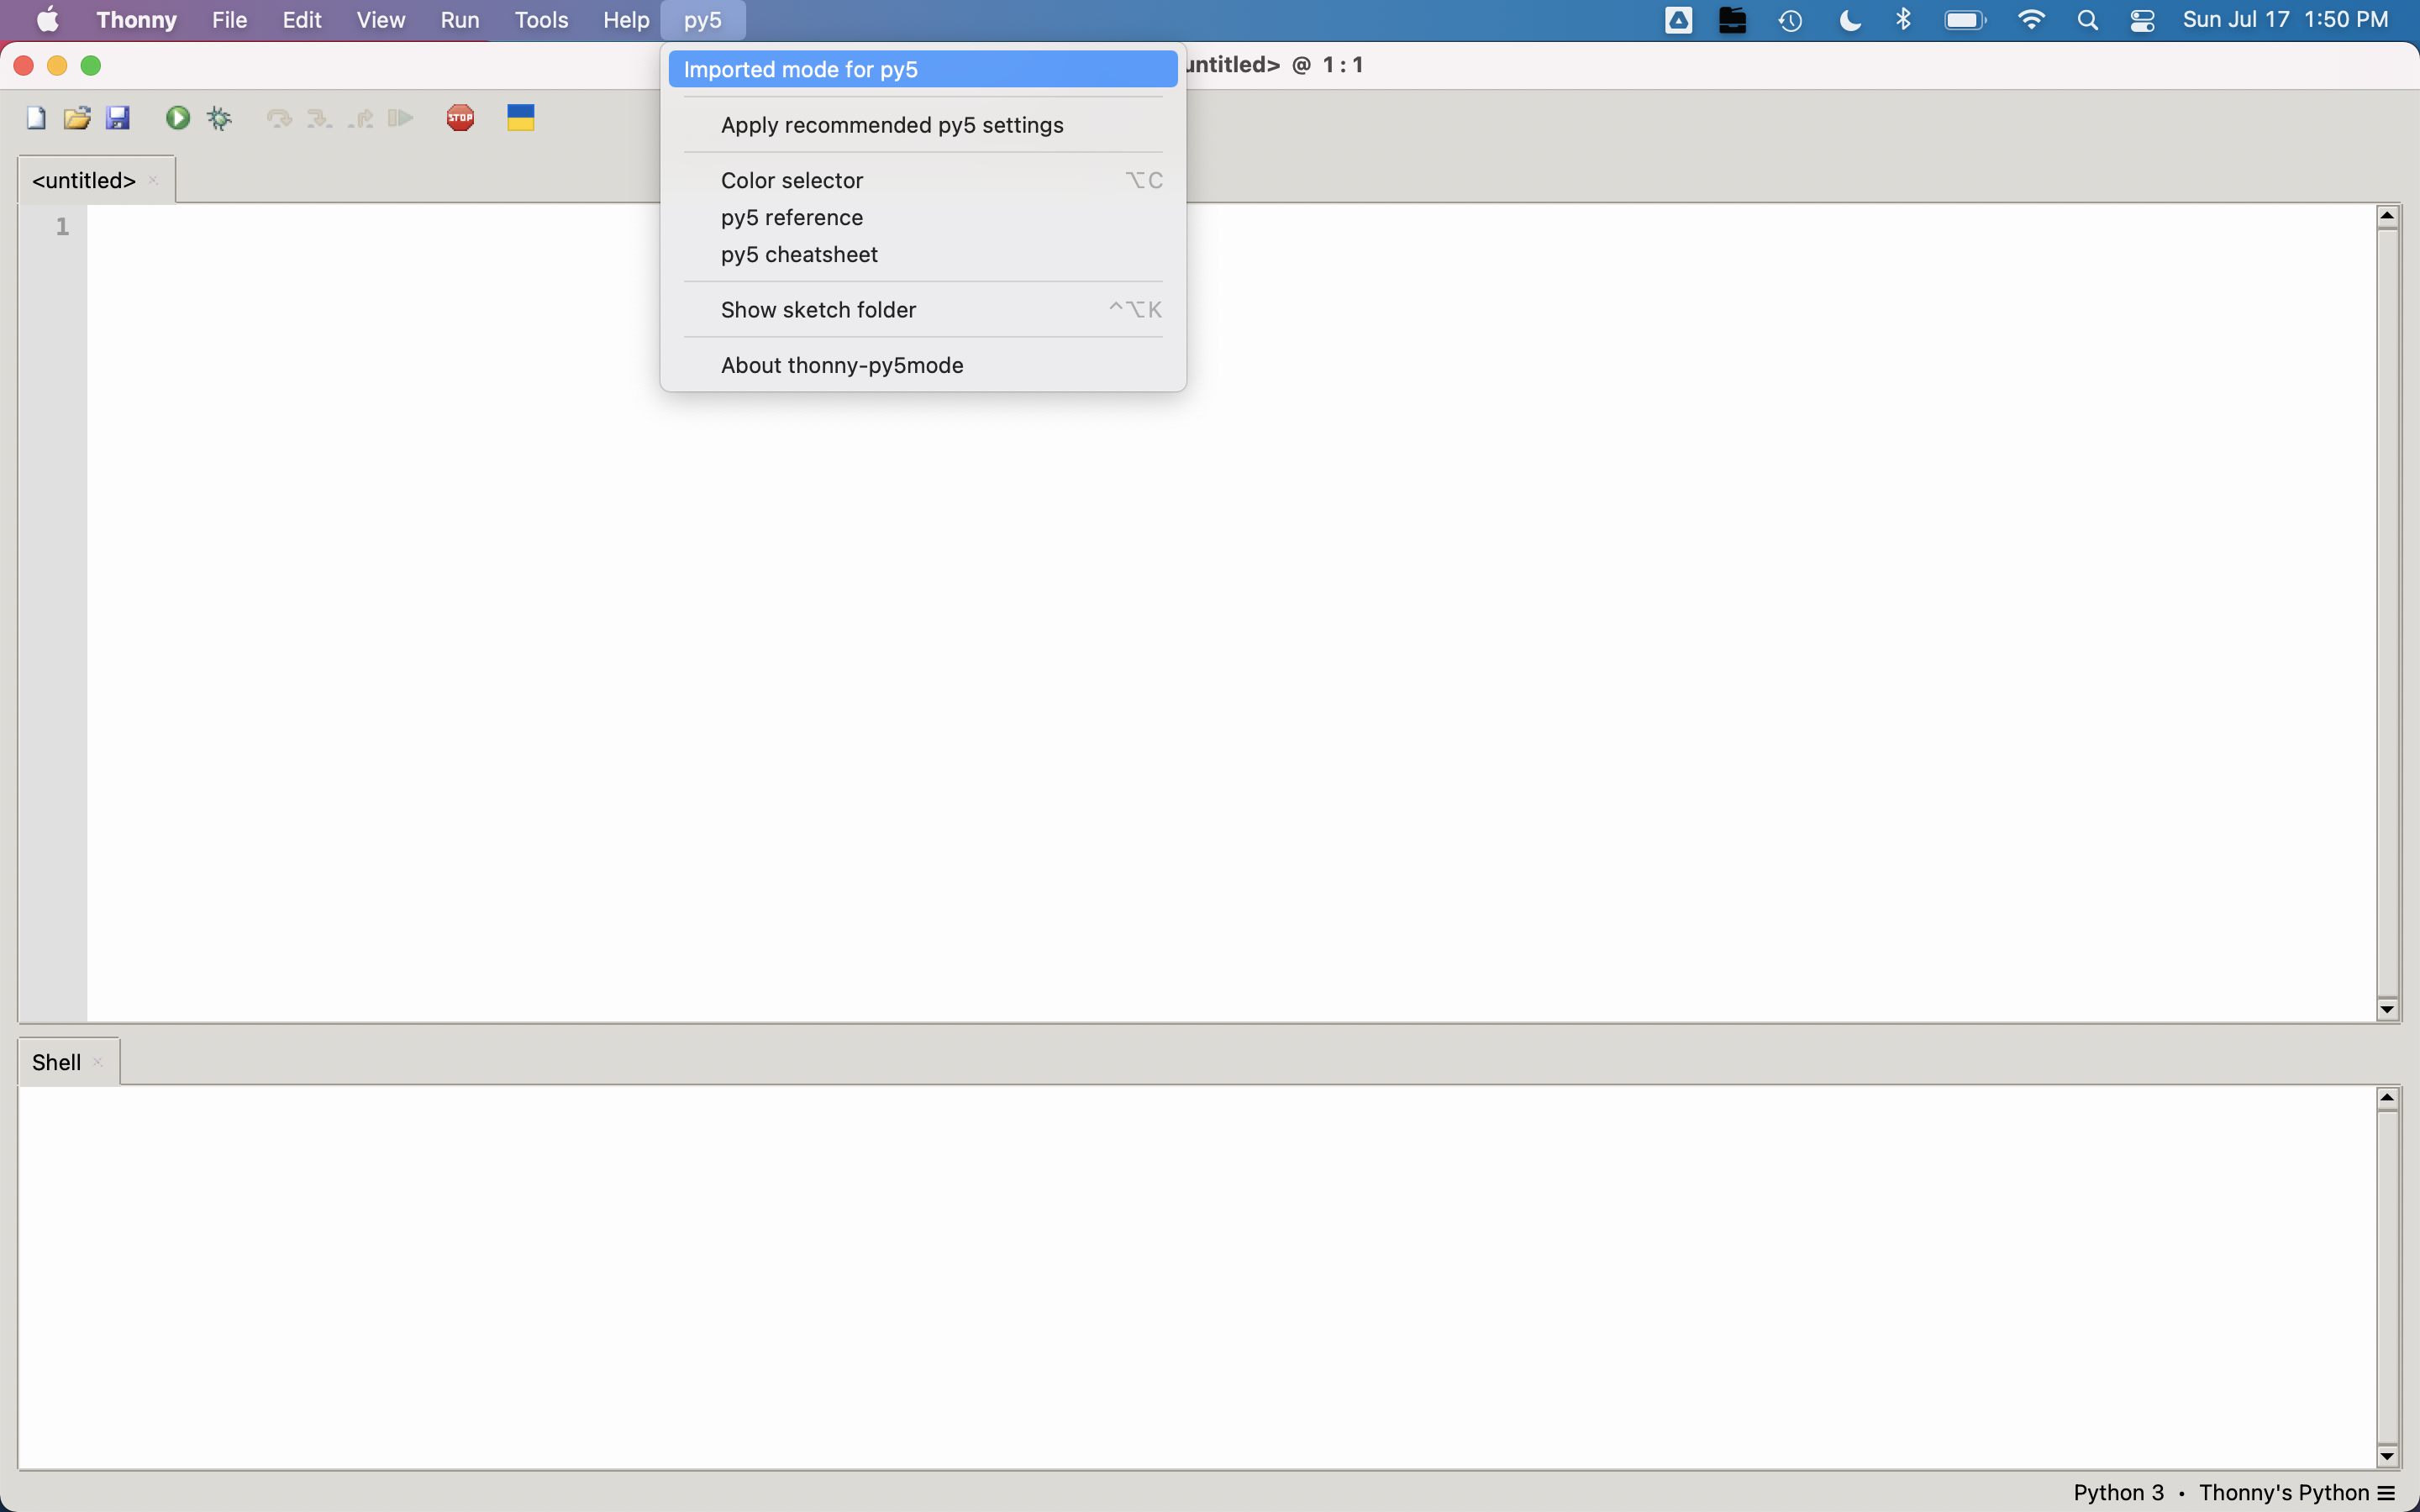 Thonny File Edit View Run Tools Help py5 Sun Jul 17 1:50 PM
untitled> @ 1:1
Imported mode for py5
STOP
Apply recommended py5 settings
<untitled>
Color selector ⌥C
1
py5 reference
py5 cheatsheet
Show sketch folder ^⌥K
About thonny-py5mode
Shell
Python 3 • Thonny's Python ☰